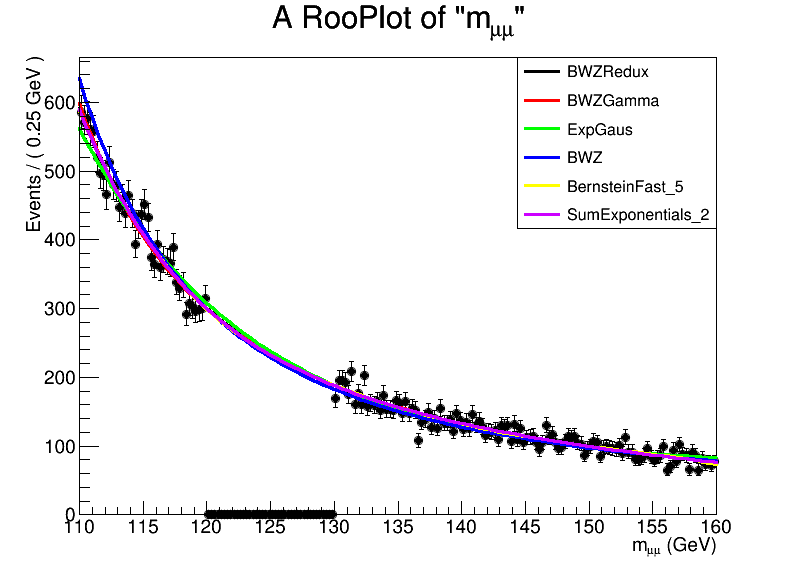 A RooPlot of "mμμ"
Events / ( 0.25 GeV )
600
500
400
300
200
100
0
BWZRedux
BWZGamma
ExpGaus
BWZ
BernsteinFast_5
SumExponentials_2
110 115 120 125 130 135 140 145 150 155 160
mμμ (GeV)